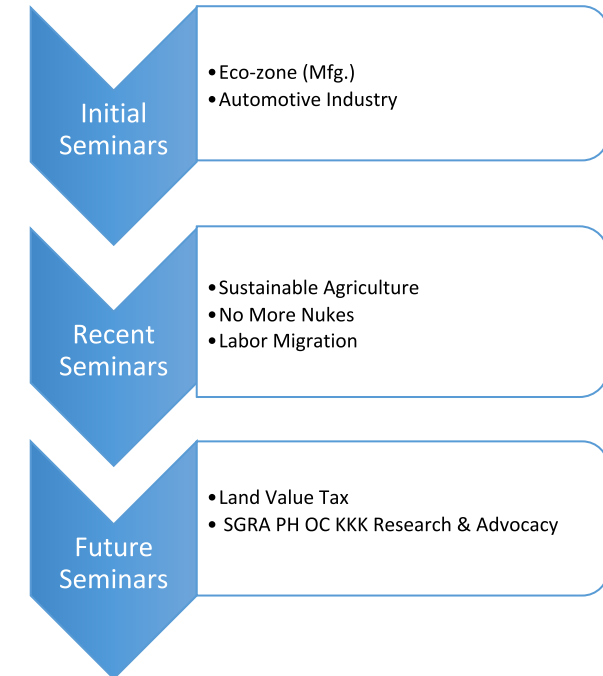 Initial
Seminars
•Eco-zone (Mfg.)
•Automotive Industry
Recent
Seminars
•Sustainable Agriculture
•No More Nukes
•Labor Migration
Future
Seminars
•Land Value Tax
• SGRA PH OC KKK Research & Advocacy